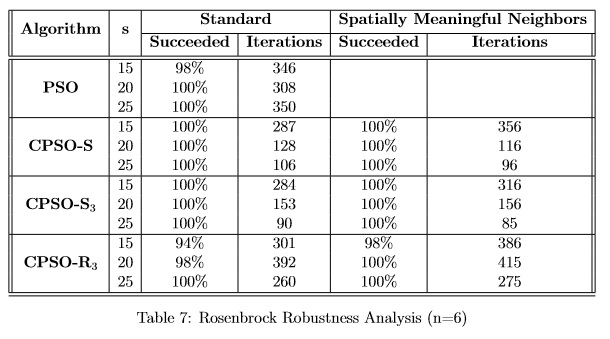 Algorithm s Standard Spatially Meaningful Neighbors
Succeeded Iterations Succeeded Iterations
PSO 15 98% 346
20 100% 308
25 100% 350
CPSO-S 15 100% 287 100% 356
20 100% 128 100% 116
25 100% 106 100% 96
CPSO-S₃ 15 100% 284 100% 316
20 100% 153 100% 156
25 100% 90 100% 85
CPSO-R₃ 15 94% 301 98% 386
20 98% 392 100% 415
25 100% 260 100% 275
Table 7: Rosenbrock Robustness Analysis (n=6)